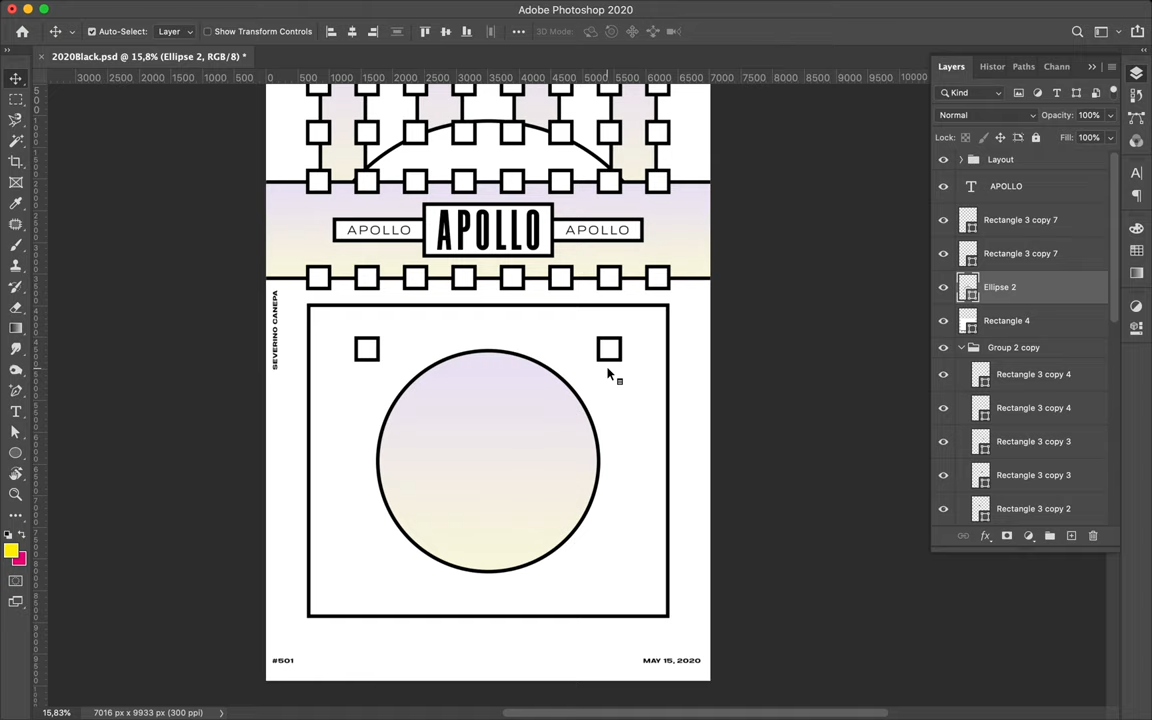 Adobe Photoshop 2020
Auto-Select: Layer Show Transform Controls 3D Mode:
2020Black.psd @ 15,8% (Ellipse 2, RGB/8) *
3000 2500 2000 1500 1000 500 0 500 1000 1500 2000 2500 3000 3500 4000 4500 5000 5500 6000 6500 7000 7500 8000 8500 9000 9500 10000
Layers Histor Paths Chann
Kind
Normal Opacity: 100%
Lock: Fill: 100%
Layout
APOLLO
Rectangle 3 copy 7
Rectangle 3 copy 7
Ellipse 2
Rectangle 4
Group 2 copy
Rectangle 3 copy 4
Rectangle 3 copy 4
Rectangle 3 copy 3
Rectangle 3 copy 3
Rectangle 3 copy 2
APOLLO APOLLO APOLLO
SEVERINO CANEPA
#501 MAY 15, 2020
15,83% 7016 px x 9933 px (300 ppi)